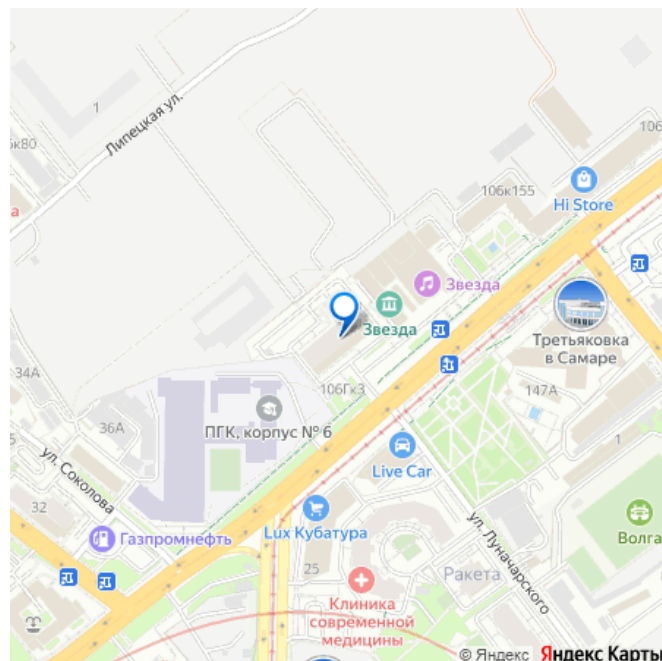 1
Липецкая ул.
6к80
106
106к155
Hi Store
а
Звезда
Звезда
Третьяковка
в Самаре
34А
106Гк3
147А
36А
ПГК, корпус № 6
1
ул. Соколова
Live Car
32
Газпромнефть
Lux Кубатура
ул. Луначарского
Волга
25
Ракета
Клиника
современной
медицины
© Яндекс Яндекс Карты